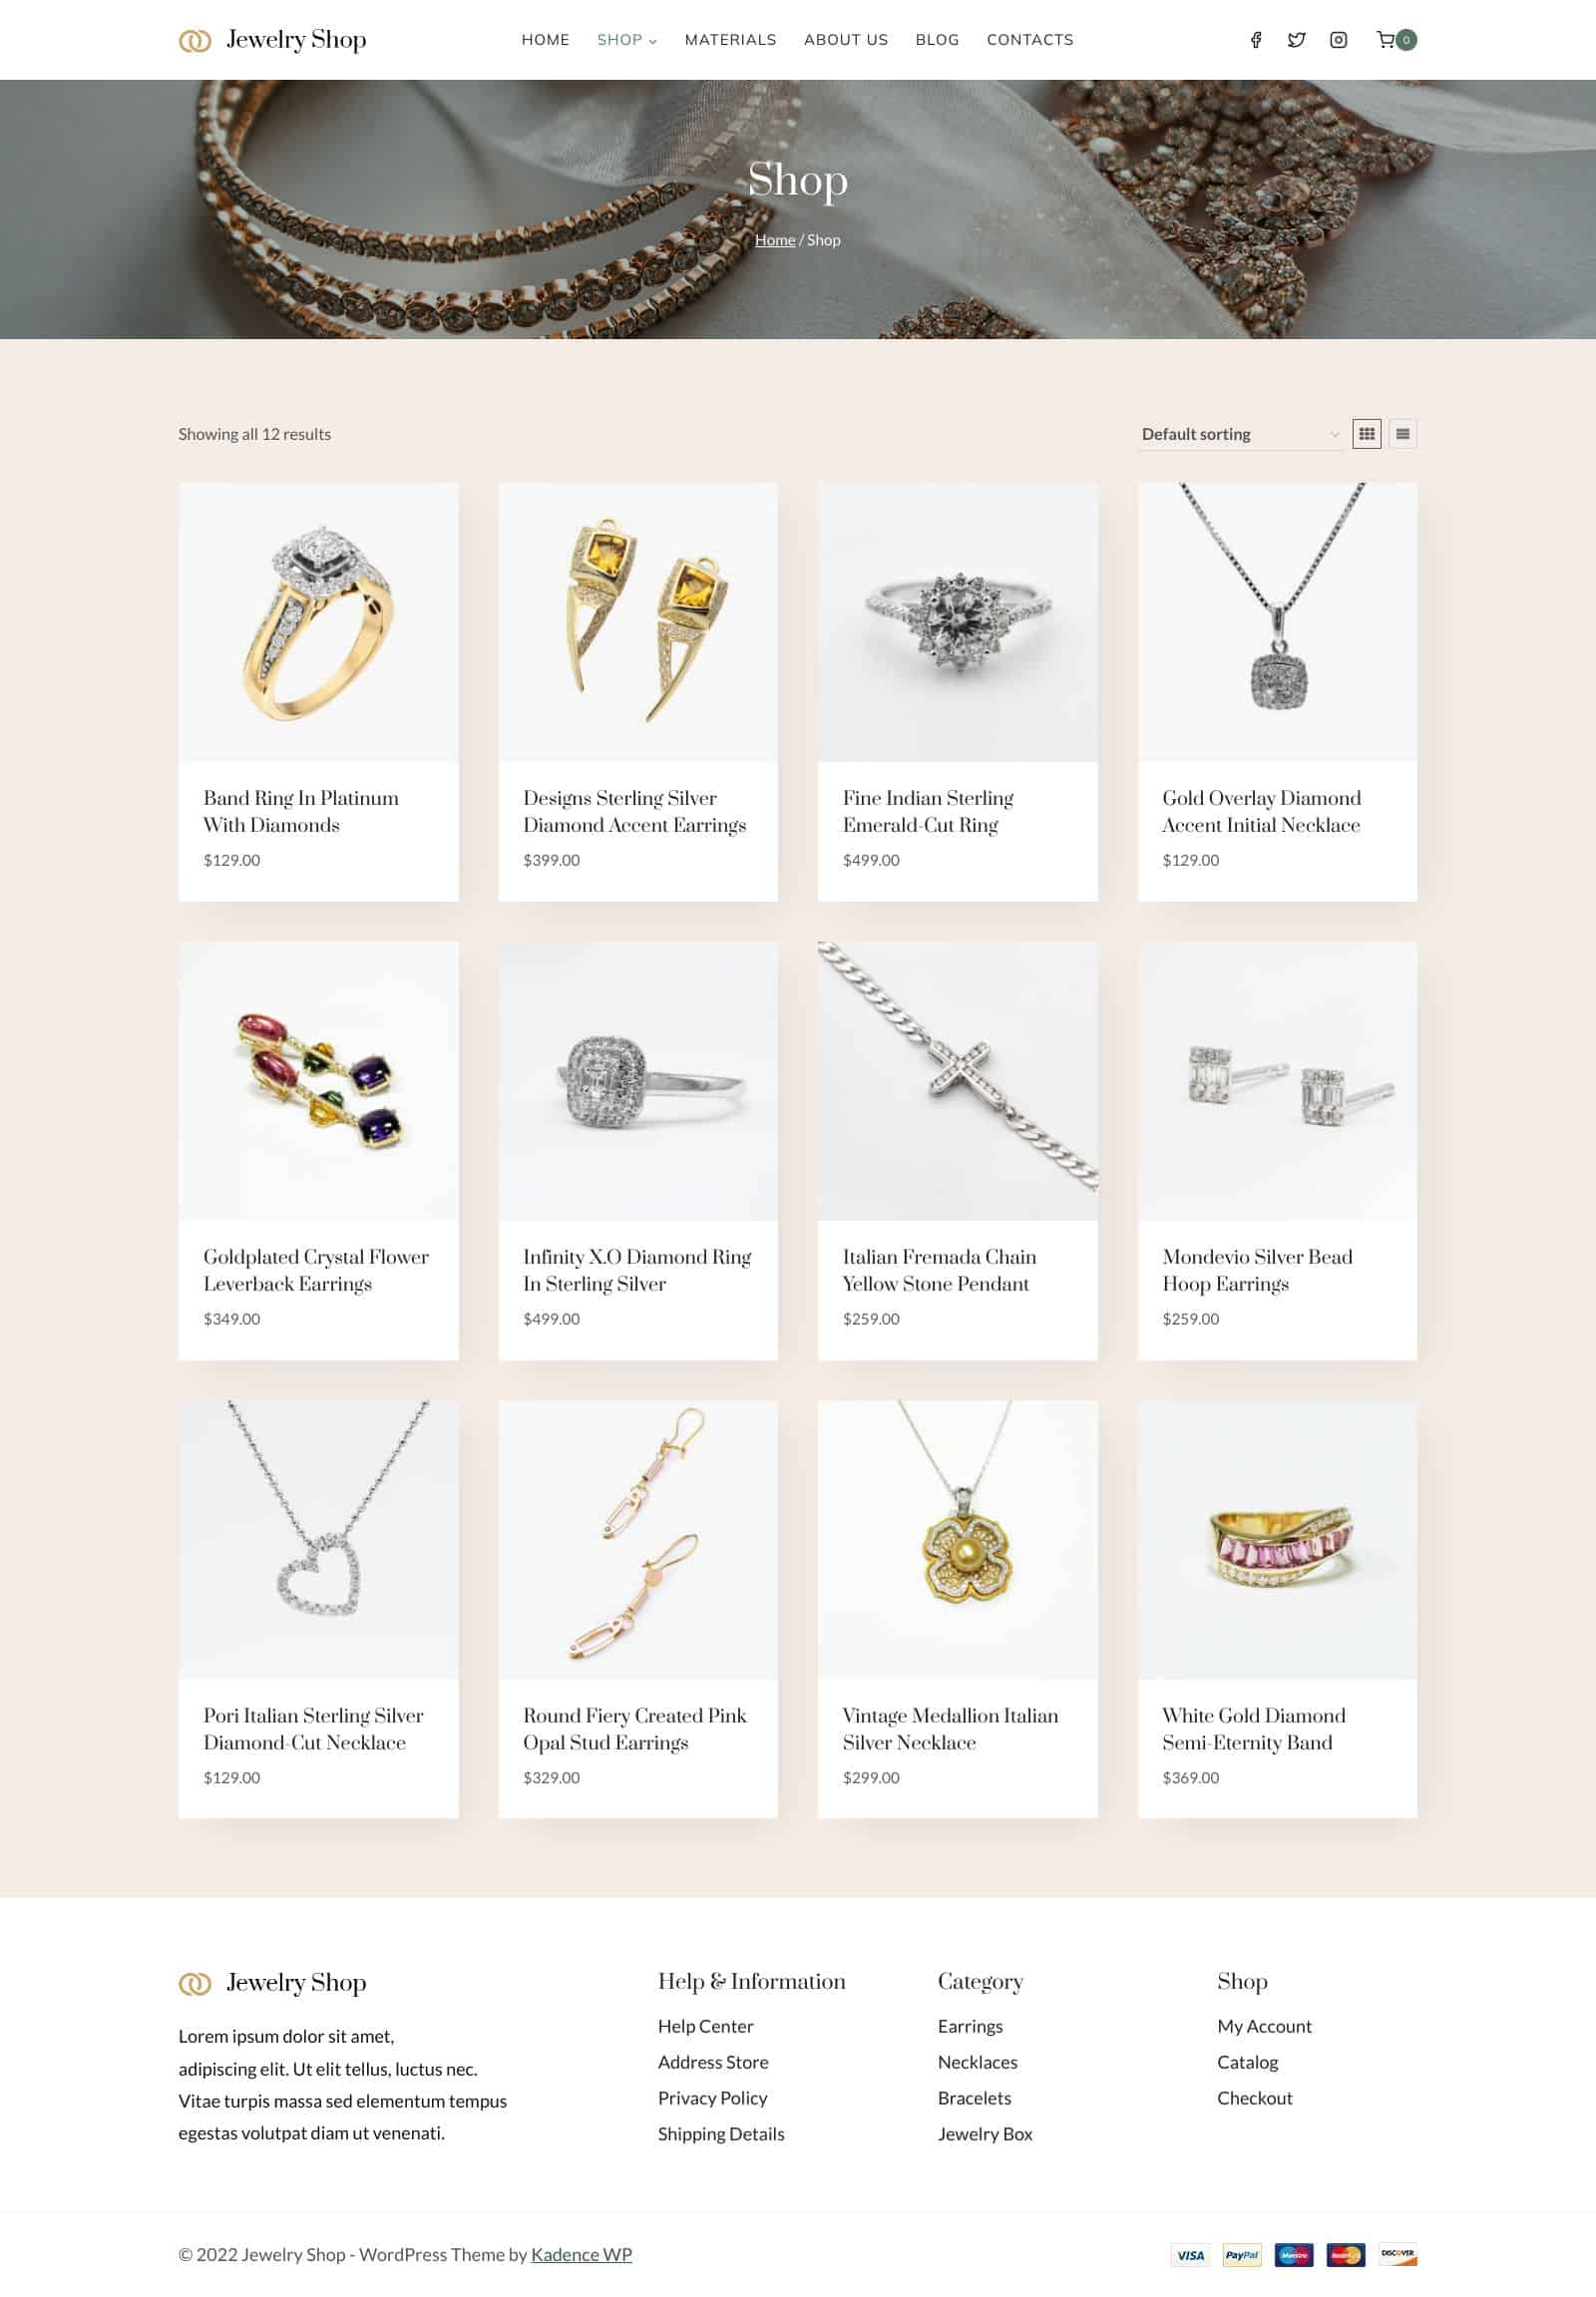 Jewelry Shop
HOME SHOP MATERIALS ABOUT US BLOG CONTACTS
0
Shop
Home / Shop
Showing all 12 results
Default sorting
Band Ring In Platinum
With Diamonds
$129.00
Designs Sterling Silver
Diamond Accent Earrings
$399.00
Fine Indian Sterling
Emerald-Cut Ring
$499.00
Gold Overlay Diamond
Accent Initial Necklace
$129.00
Goldplated Crystal Flower
Leverback Earrings
$349.00
Infinity X.O Diamond Ring
In Sterling Silver
$499.00
Italian Fremada Chain
Yellow Stone Pendant
$259.00
Mondevio Silver Bead
Hoop Earrings
$259.00
Pori Italian Sterling Silver
Diamond-Cut Necklace
$129.00
Round Fiery Created Pink
Opal Stud Earrings
$329.00
Vintage Medallion Italian
Silver Necklace
$299.00
White Gold Diamond
Semi-Eternity Band
$369.00
Jewelry Shop
Lorem ipsum dolor sit amet,
adipiscing elit. Ut elit tellus, luctus nec.
Vitae turpis massa sed elementum tempus
egestas volutpat diam ut venenati.
Help & Information
Help Center
Address Store
Privacy Policy
Shipping Details
Category
Earrings
Necklaces
Bracelets
Jewelry Box
Shop
My Account
Catalog
Checkout
© 2022 Jewelry Shop - WordPress Theme by Kadence WP
VISA PayPal Maestro MasterCard DISCOVER